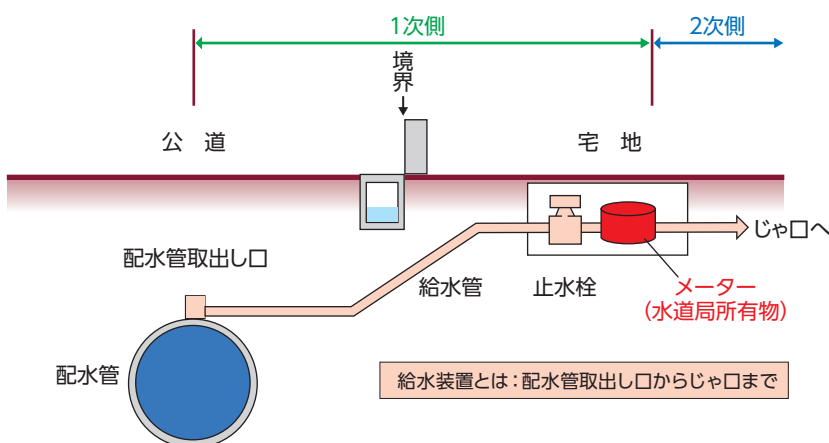 1次側
2次側
境界
公道
宅地
じゃ口へ
配水管取出し口
給水管
止水栓
メーター
(水道局所有物)
配水管
給水装置とは:配水管取出し口からじゃ口まで